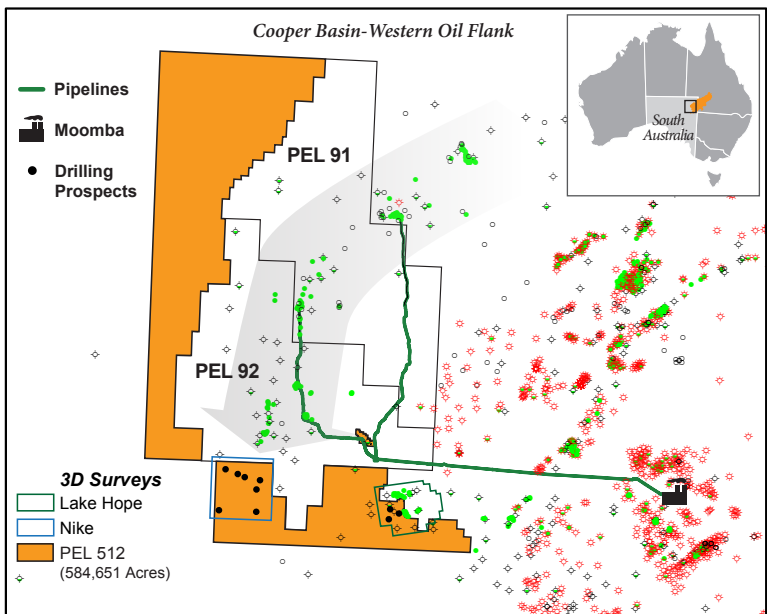 Cooper Basin-Western Oil Flank
Pipelines
Moomba
Drilling
Prospects
PEL 91
PEL 92
South
Australia
3D Surveys
Lake Hope
Nike
PEL 512
(584,651 Acres)